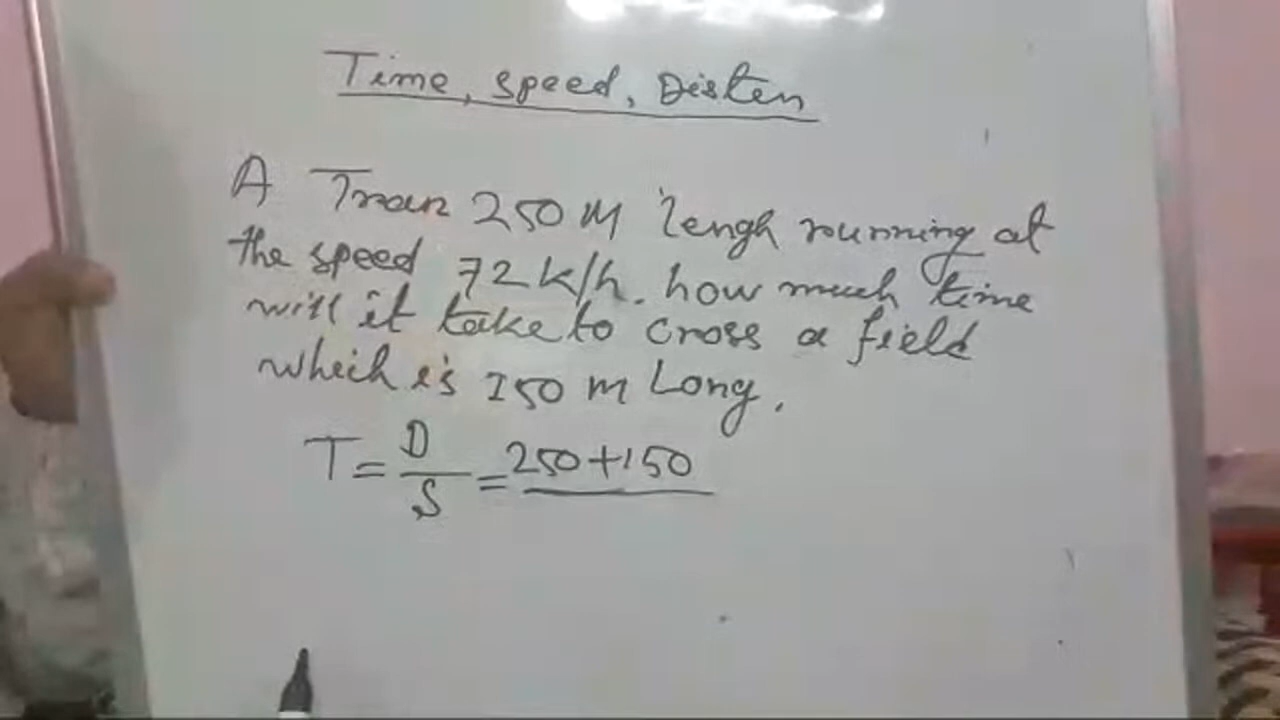 Time, speed, Disten
A Train 250 M lengh running at
the speed 72 k/h. how much time
will it take to cross a field
which is 150 m Long.
T = D/S = 250+150